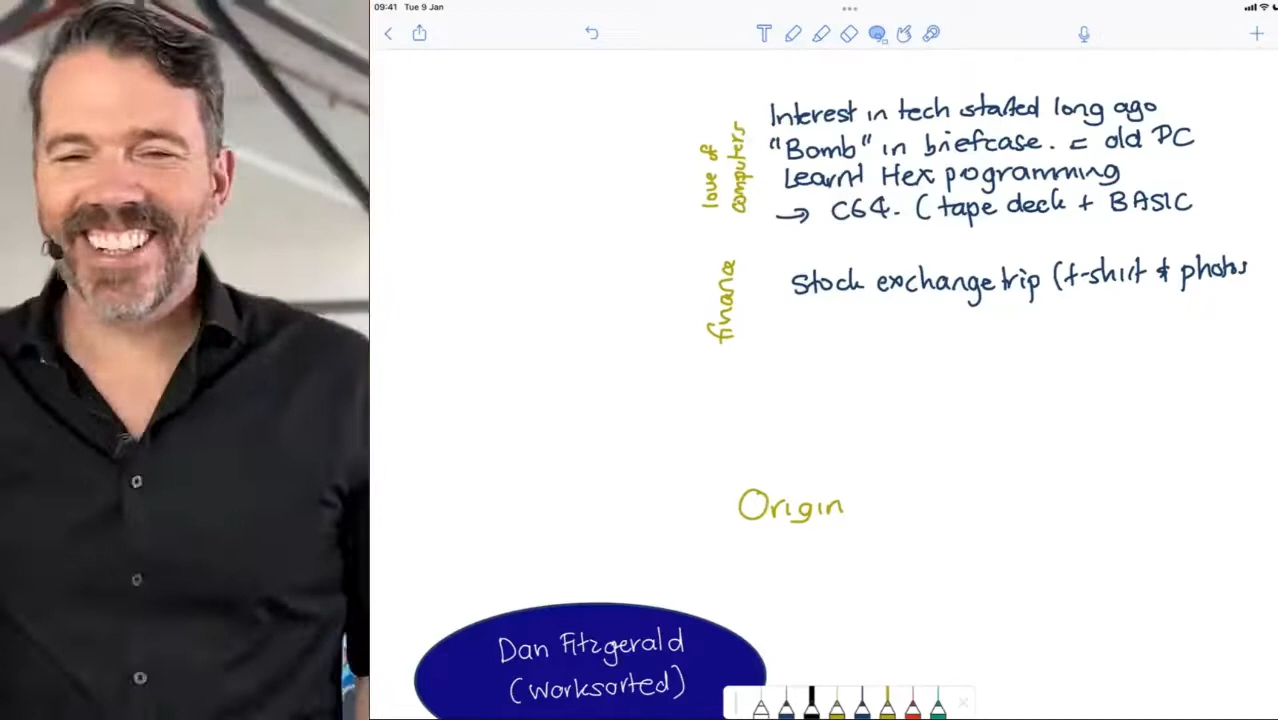 09:41 Tue 9 Jan
love of
computers
Interest in tech started long ago
"Bomb" in briefcase. = old PC
Learnt Hex pogramming
→ C64. (tape deck + BASIC
finance
Stock exchange trip (t-shirt & photos
Origin
Dan Fitzgerald
(worksorted)